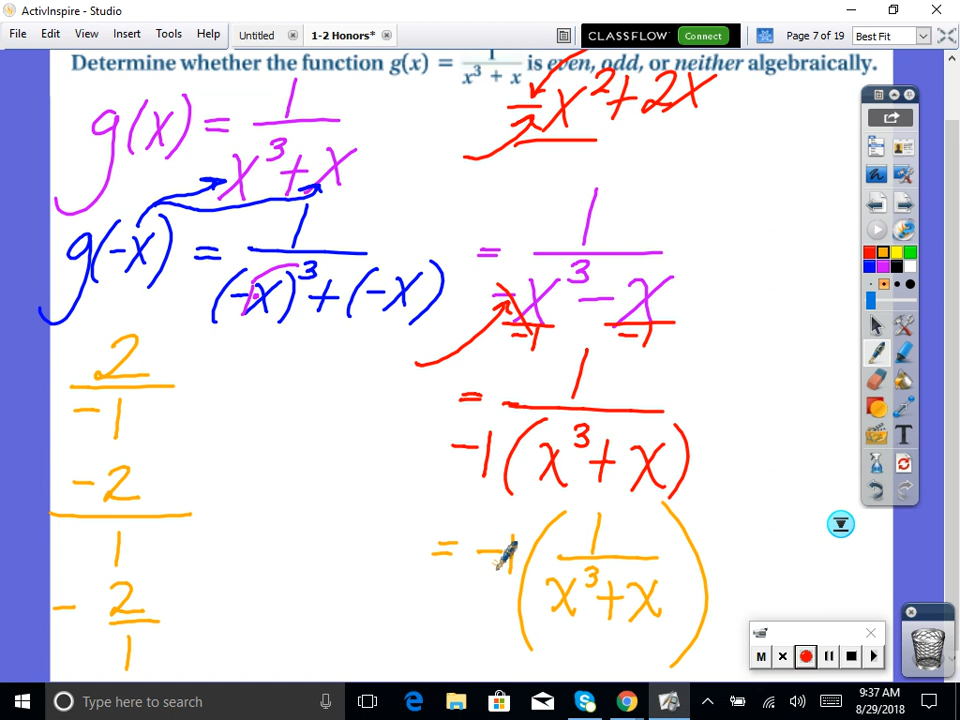 ActivInspire - Studio
File Edit View Insert Tools Help Untitled 1-2 Honors* CLASSFLOW Connect Page 7 of 19 Best Fit
Determine whether the function g(x) = 1/(x³ + x) is even, odd, or neither algebraically.
-x² + 2x
g(x) = 1/(x³ + x)
g(-x) = 1/((-x)³ + (-x)) = 1/(-x³ - x)
-1 -1
= 1/(-1(x³ + x))
= -1(1/(x³ + x))
2/-1
-2/1
- 2/1
M
Type here to search
9:37 AM
8/29/2018